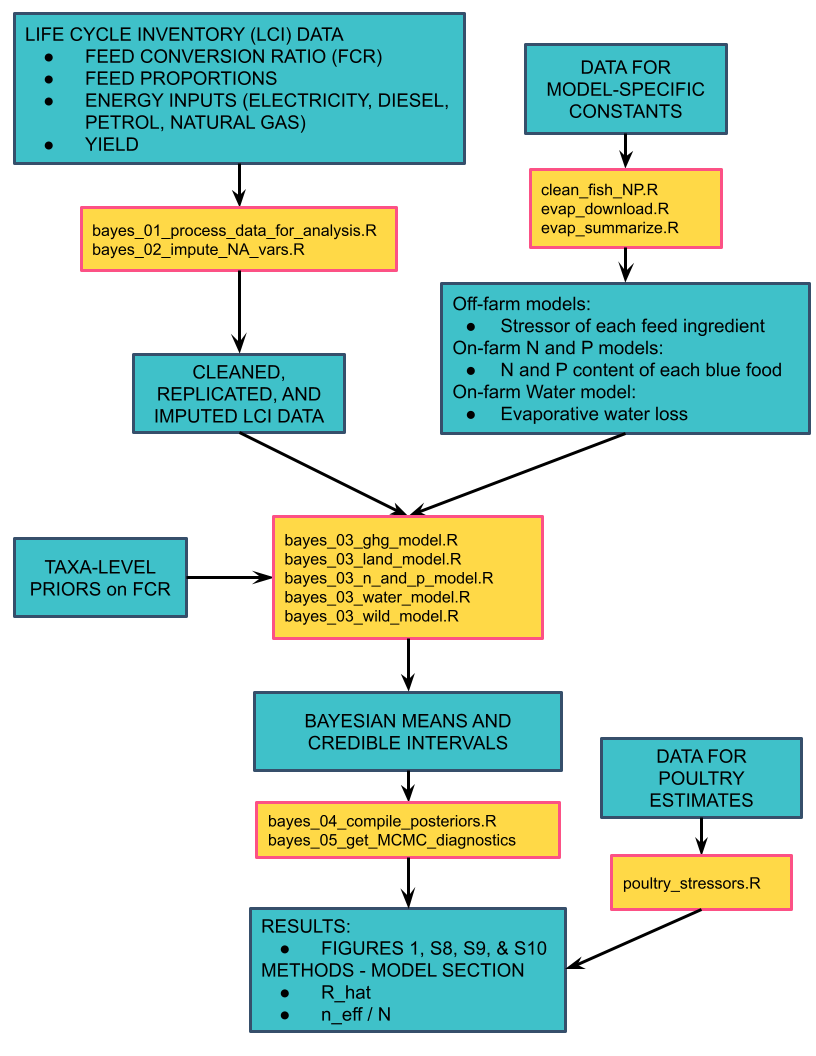 LIFE CYCLE INVENTORY (LCI) DATA
● FEED CONVERSION RATIO (FCR)
● FEED PROPORTIONS
● ENERGY INPUTS (ELECTRICITY, DIESEL,
PETROL, NATURAL GAS)
● YIELD
DATA FOR
MODEL-SPECIFIC
CONSTANTS
bayes_01_process_data_for_analysis.R
bayes_02_impute_NA_vars.R
clean_fish_NP.R
evap_download.R
evap_summarize.R
CLEANED,
REPLICATED, AND
IMPUTED LCI DATA
Off-farm models:
● Stressor of each feed ingredient
On-farm N and P models:
● N and P content of each blue food
On-farm Water model:
● Evaporative water loss
TAXA-LEVEL
PRIORS on FCR
bayes_03_ghg_model.R
bayes_03_land_model.R
bayes_03_n_and_p_model.R
bayes_03_water_model.R
bayes_03_wild_model.R
BAYESIAN MEANS AND
CREDIBLE INTERVALS
DATA FOR
POULTRY
ESTIMATES
bayes_04_compile_posteriors.R
bayes_05_get_MCMC_diagnostics
poultry_stressors.R
RESULTS:
● FIGURES 1, S8, S9, & S10
METHODS - MODEL SECTION
● R_hat
● n_eff / N